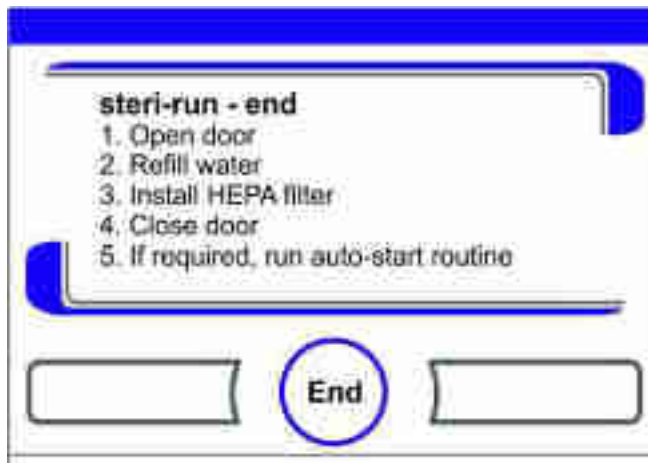 steri-run - end
1. Open door
2. Refill water
3. Install HEPA filter
4. Close door
5. If required, run auto-start routine
End